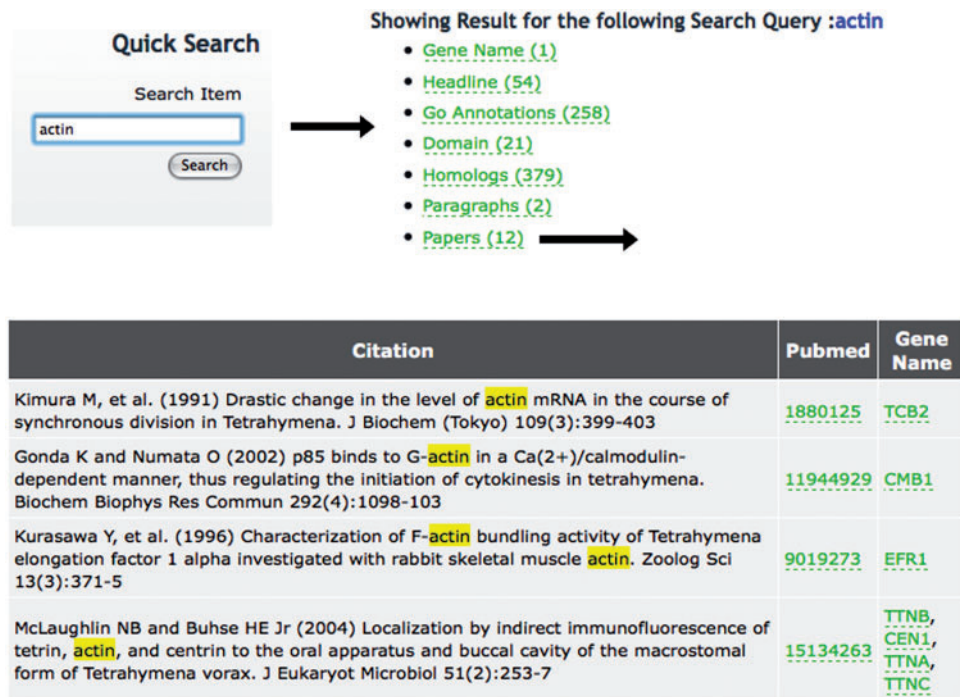 Quick Search
Search Item
actin
Search
Showing Result for the following Search Query :actin
• Gene Name (1)
• Headline (54)
• Go Annotations (258)
• Domain (21)
• Homologs (379)
• Paragraphs (2)
• Papers (12)
Citation
Pubmed
Gene
Name
Kimura M, et al. (1991) Drastic change in the level of actin mRNA in the course of
synchronous division in Tetrahymena. J Biochem (Tokyo) 109(3):399-403
1880125
TCB2
Gonda K and Numata O (2002) p85 binds to G-actin in a Ca(2+)/calmodulin-
dependent manner, thus regulating the initiation of cytokinesis in tetrahymena.
Biochem Biophys Res Commun 292(4):1098-103
11944929
CMB1
Kurasawa Y, et al. (1996) Characterization of F-actin bundling activity of Tetrahymena
elongation factor 1 alpha investigated with rabbit skeletal muscle actin. Zoolog Sci
13(3):371-5
9019273
EFR1
McLaughlin NB and Buhse HE Jr (2004) Localization by indirect immunofluorescence of
tetrin, actin, and centrin to the oral apparatus and buccal cavity of the macrostomal
form of Tetrahymena vorax. J Eukaryot Microbiol 51(2):253-7
15134263
TTNB,
CEN1,
TTNA,
TTNC